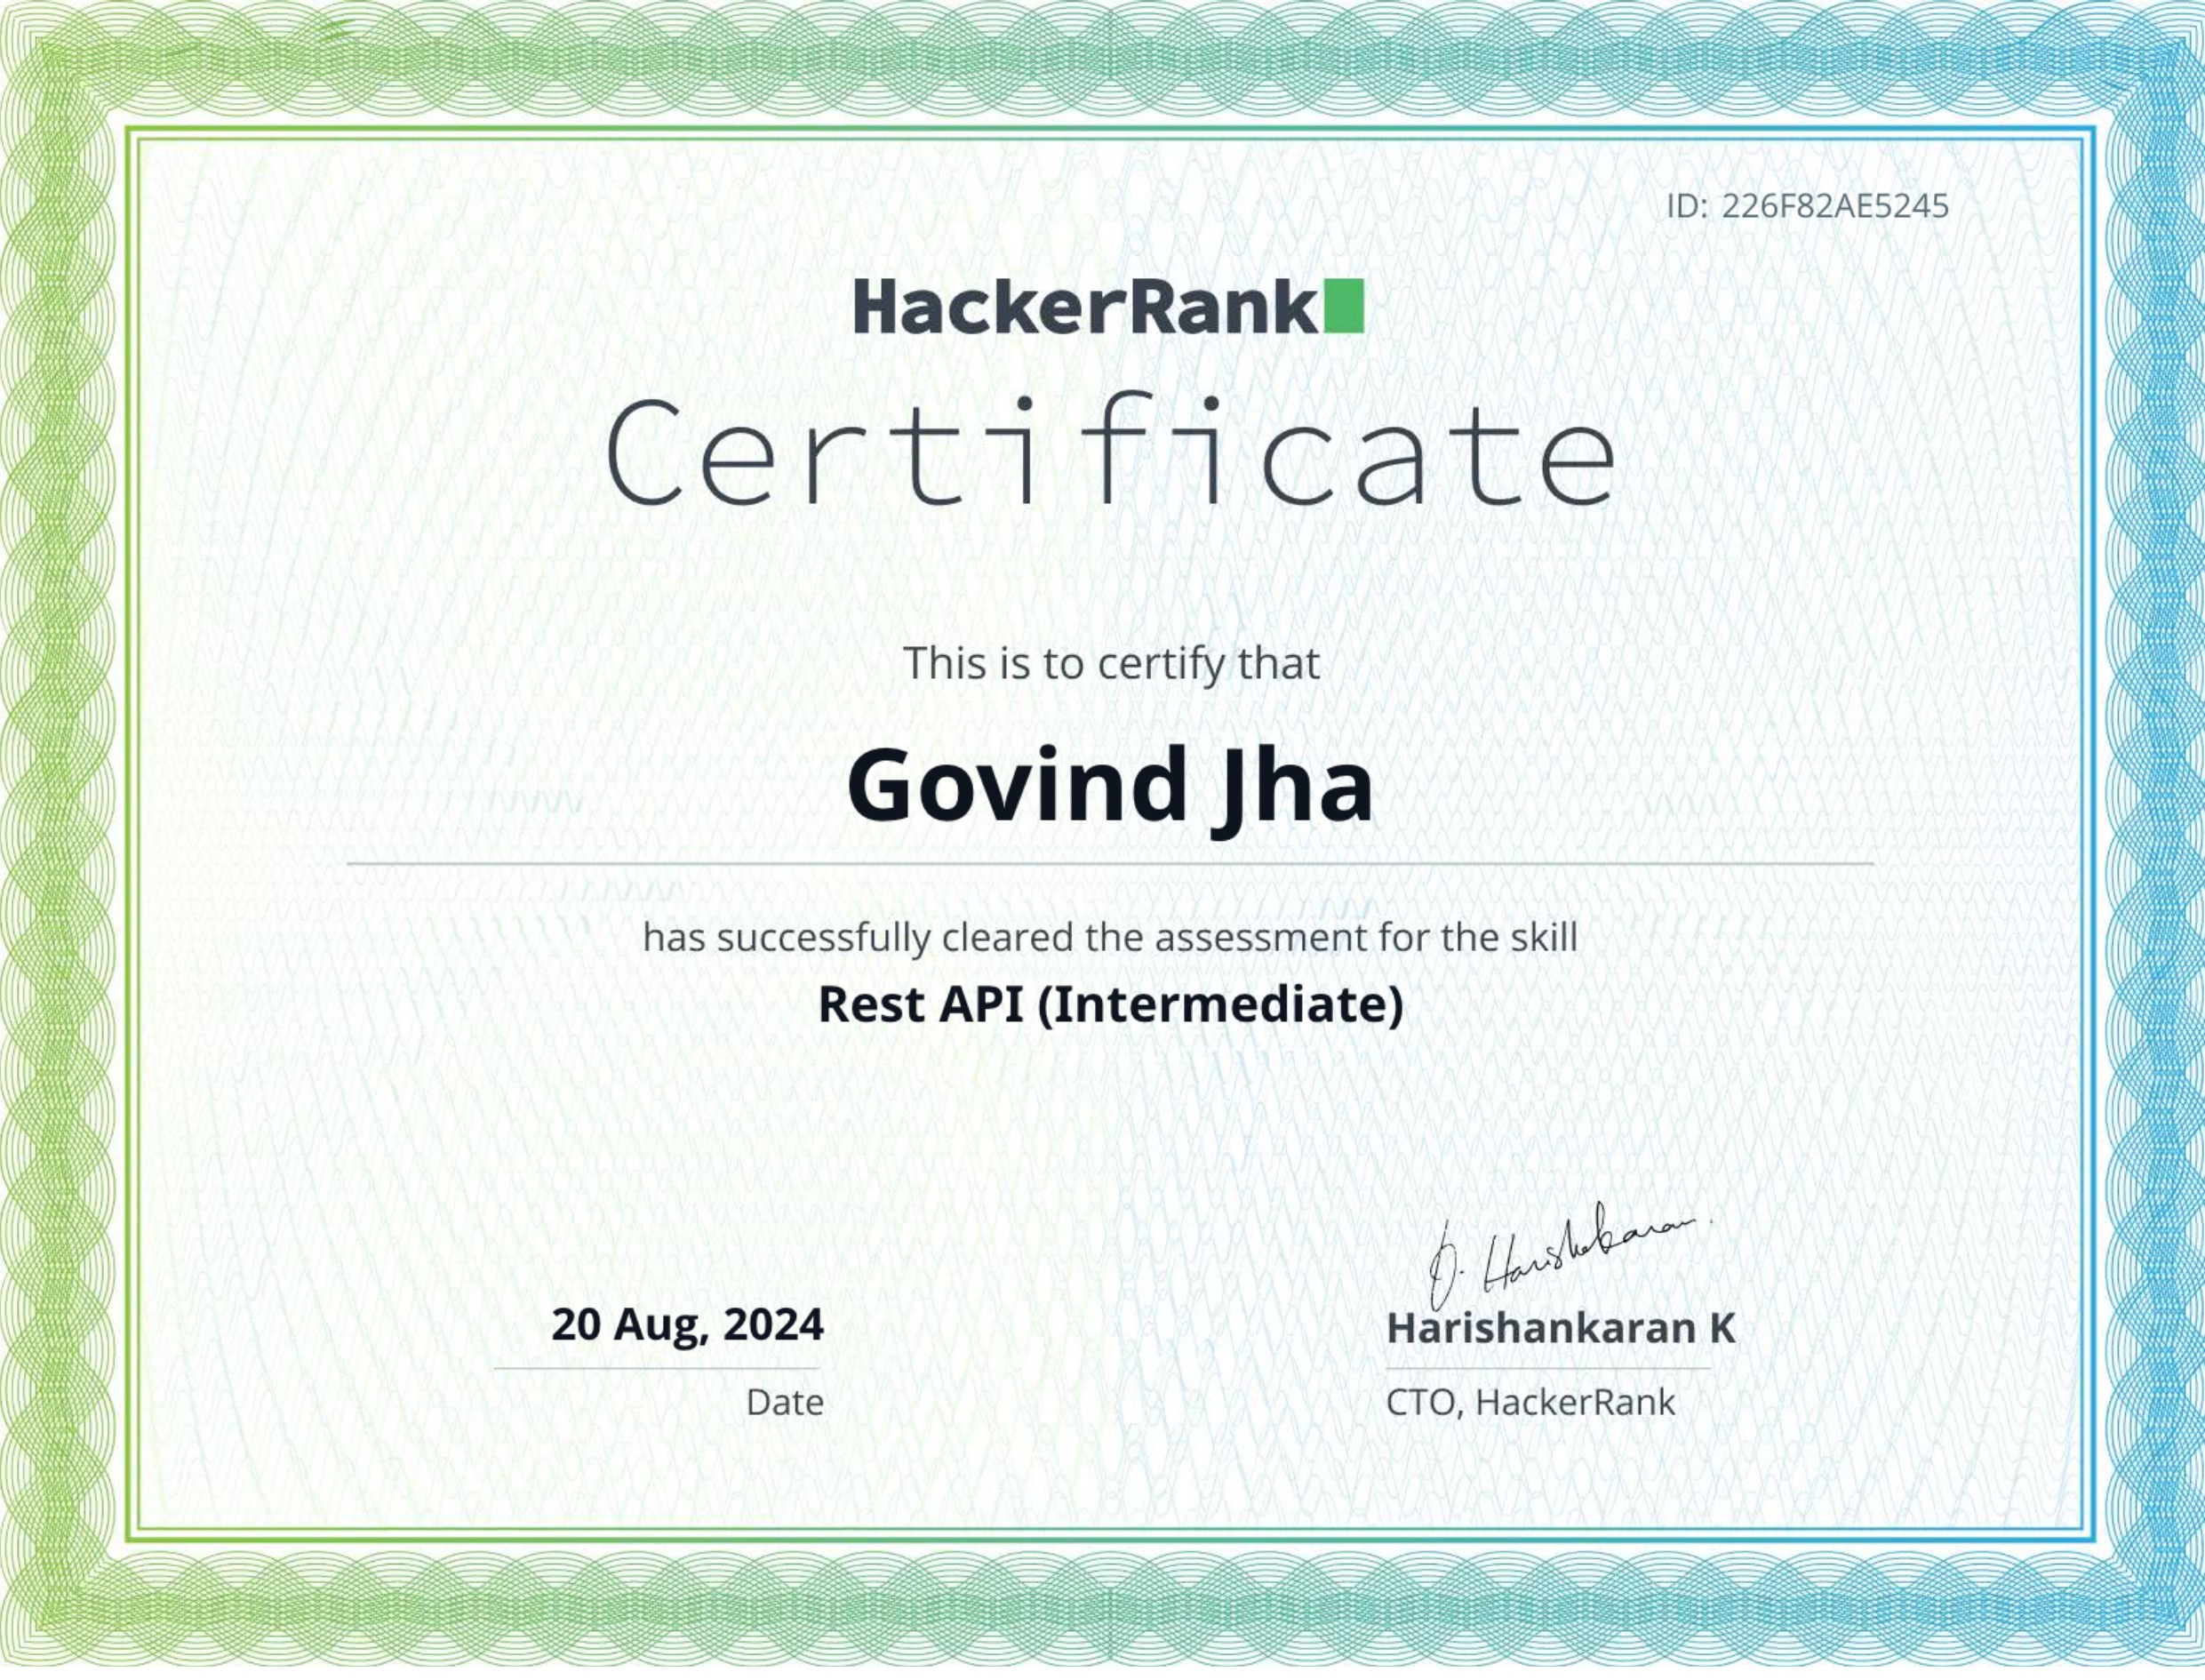 ID: 226F82AE5245
HackerRank
Certificate
This is to certify that
Govind Jha
has successfully cleared the assessment for the skill
Rest API (Intermediate)
D. Harishankaran
20 Aug, 2024
Harishankaran K
Date
CTO, HackerRank